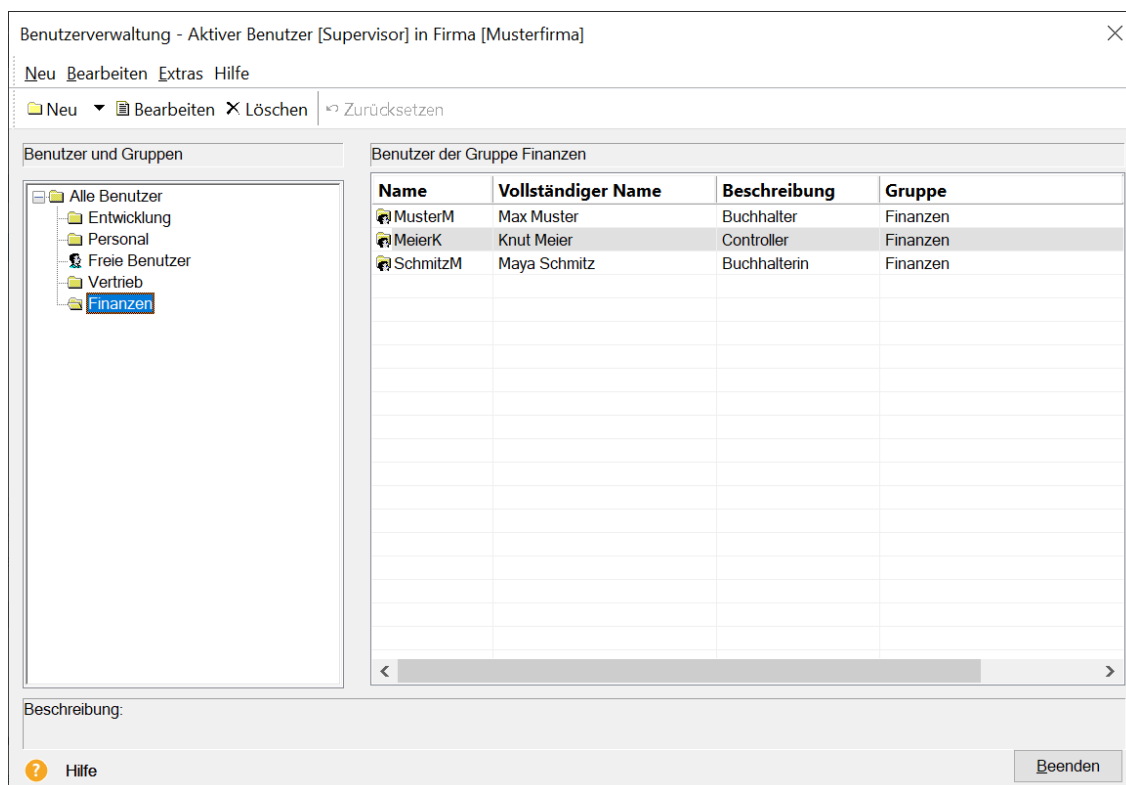 Benutzerverwaltung - Aktiver Benutzer [Supervisor] in Firma [Musterfirma]
Neu Bearbeiten Extras Hilfe
Neu Bearbeiten Löschen Zurücksetzen
Benutzer und Gruppen
Alle Benutzer
Entwicklung
Personal
Freie Benutzer
Vertrieb
Finanzen
Benutzer der Gruppe Finanzen
Name Vollständiger Name Beschreibung Gruppe
MusterM Max Muster Buchhalter Finanzen
MeierK Knut Meier Controller Finanzen
SchmitzM Maya Schmitz Buchhalterin Finanzen
Beschreibung:
? Hilfe
Beenden